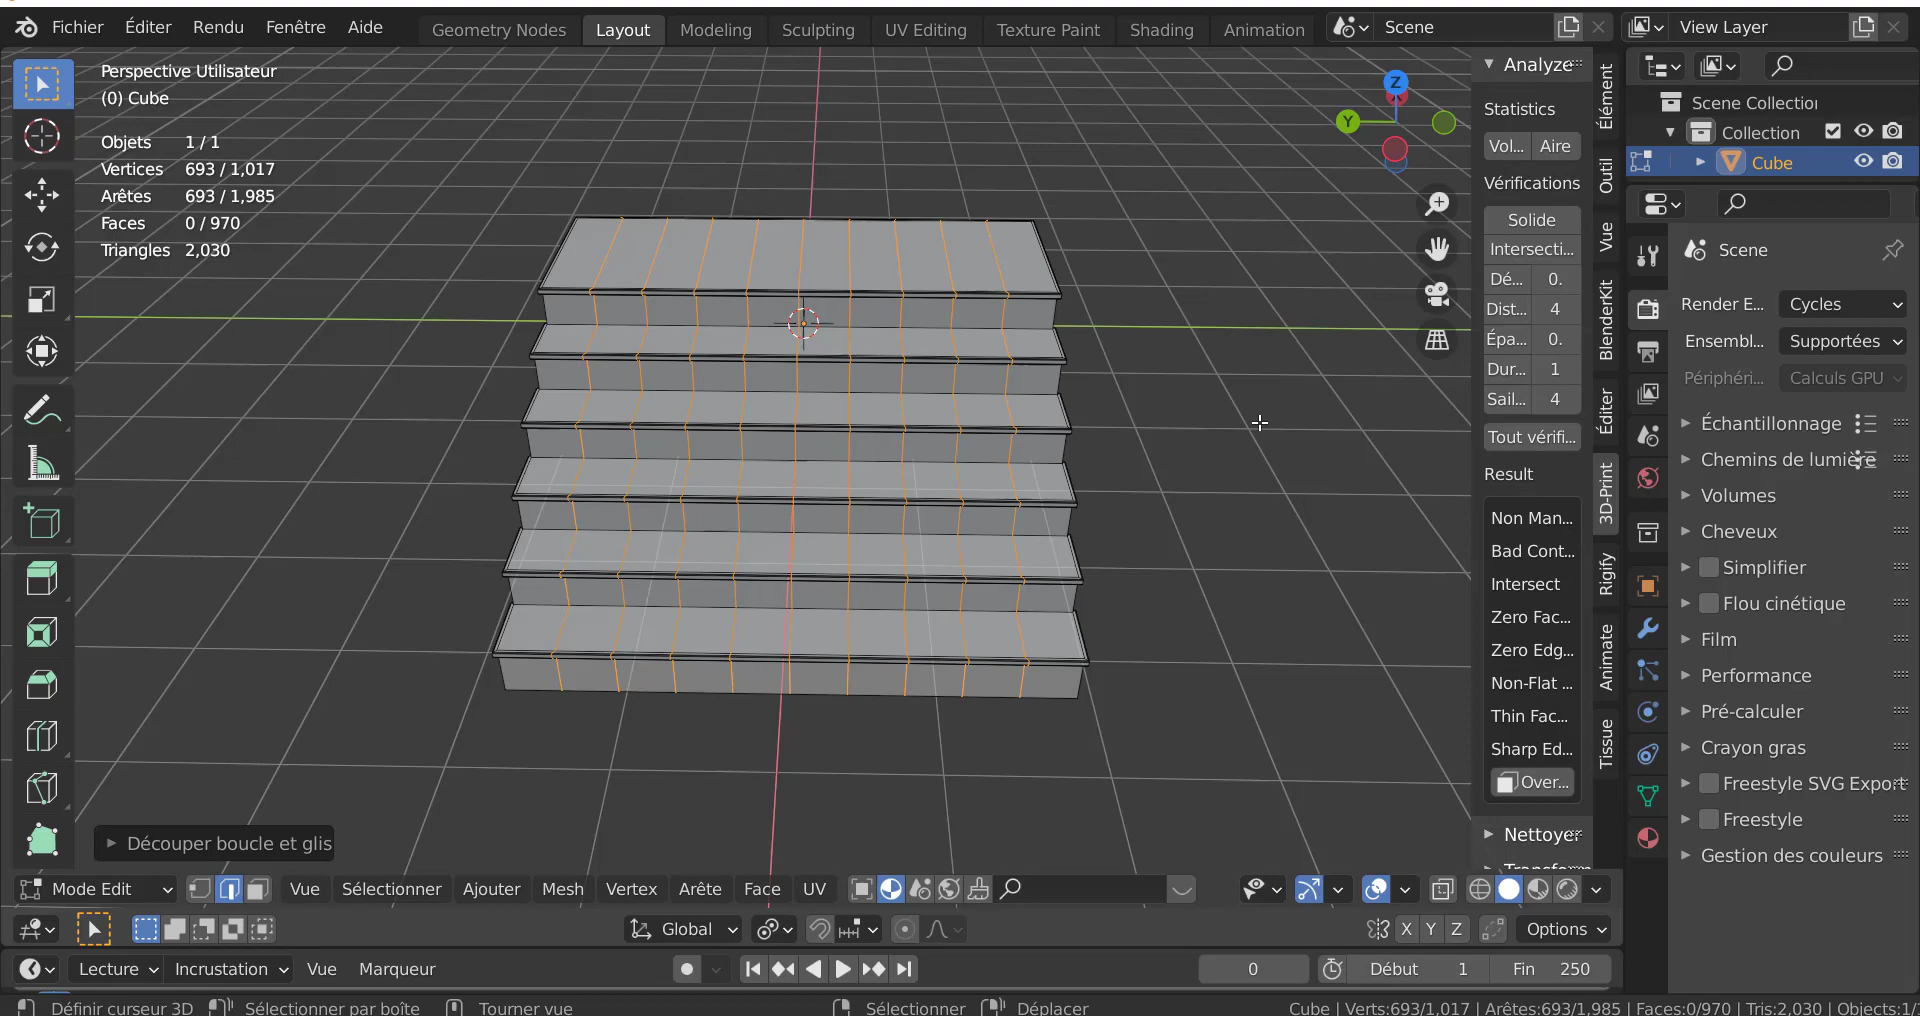 Fichier Éditer Rendu Fenêtre Aide Geometry Nodes Layout Modeling Sculpting UV Editing Texture Paint Shading Animation Scene View Layer
Perspective Utilisateur
(0) Cube
Objets 1 / 1
Vertices 693 / 1,017
Arêtes 693 / 1,985
Faces 0 / 970
Triangles 2,030
Z
Y
Analyze
Statistics
Vol... Aire
Vérifications
Solide
Intersecti...
Dé... 0.
Dist... 4
Épa... 0.
Dur... 1
Sail... 4
Tout vérifi...
Result
Non Man...
Bad Cont...
Intersect
Zero Fac...
Zero Edg...
Non-Flat ...
Thin Fac...
Sharp Ed...
Over...
Nettoyer
Élément
Outil
Vue
BlenderKit
Éditer
3D-Print
Rigify
Animate
Tissue
Scene Collection
Collection
Cube
Scene
Render E... Cycles
Ensembl... Supportées
Périphéri... Calculs GPU
Échantillonnage
Chemins de lumière
Volumes
Cheveux
Simplifier
Flou cinétique
Film
Performance
Pré-calculer
Crayon gras
Freestyle SVG Export
Freestyle
Gestion des couleurs
Découper boucle et glis
Mode Edit Vue Sélectionner Ajouter Mesh Vertex Arête Face UV
Global X Y Z Options
Lecture Incrustation Vue Marqueur 0 Début 1 Fin 250
Définir curseur 3D Sélectionner par boîte Tourner vue Sélectionner Déplacer Cube | Verts:693/1,017 | Arêtes:693/1,985 | Faces:0/970 | Tris:2,030 | Objects:1/